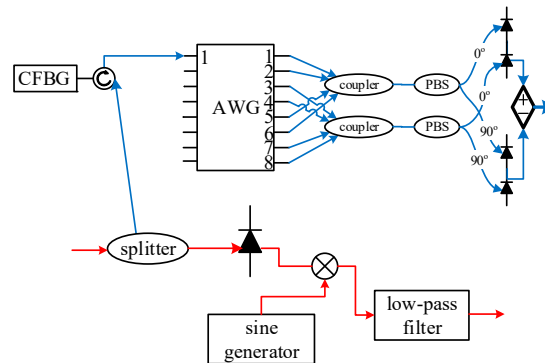 CFBG
1
AWG
1
2
3
4
5
6
7
8
coupler
PBS
coupler
PBS
0°
0°
90°
90°
+
−
splitter
sine
generator
low-pass
filter